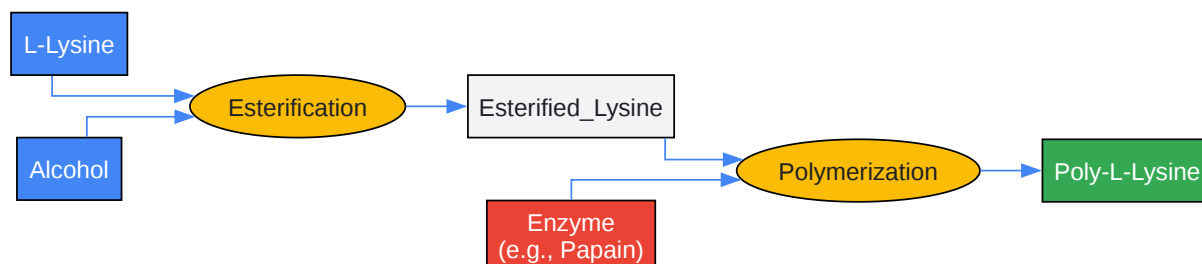 L-Lysine
Alcohol
Esterification
Esterified_Lysine
Enzyme
(e.g., Papain)
Polymerization
Poly-L-Lysine